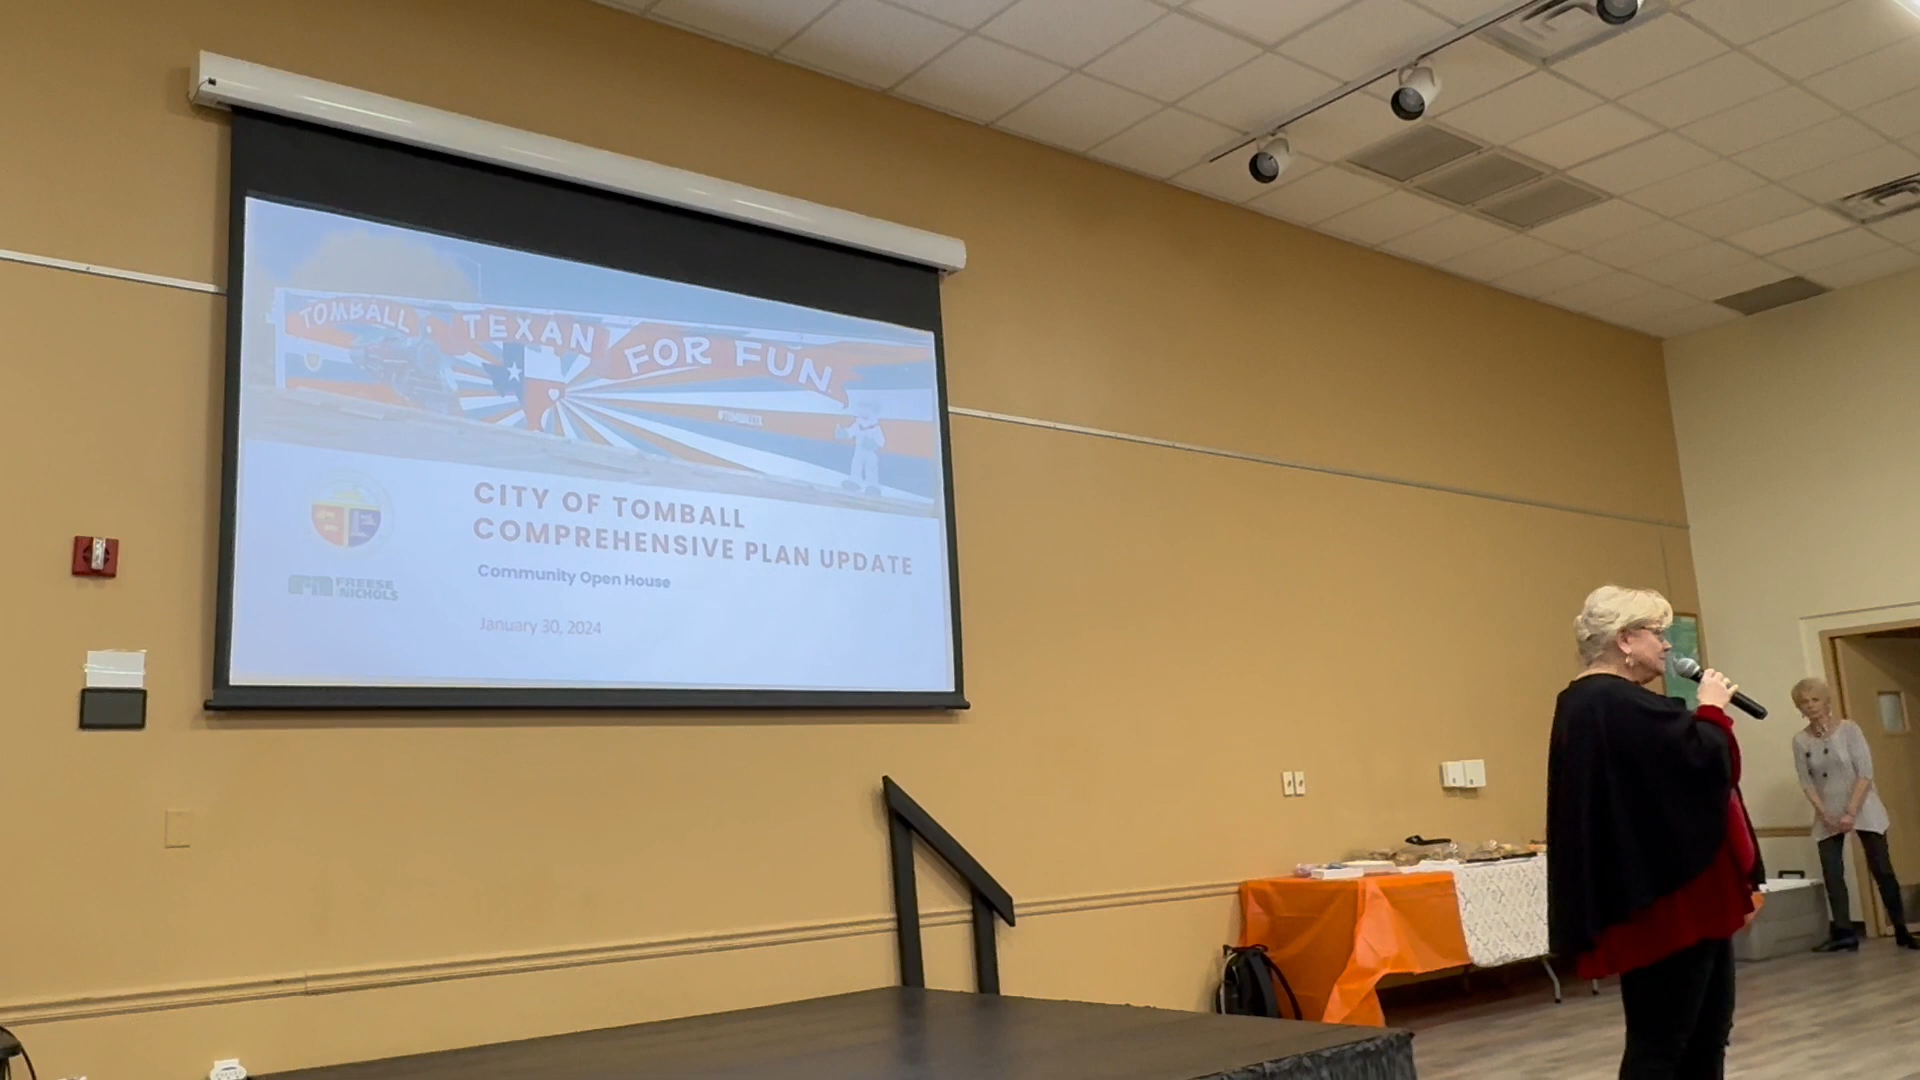 TOMBALL
TEXAN
FOR FUN
CITY OF TOMBALL
COMPREHENSIVE PLAN UPDATE
Community Open House
FREESE
NICHOLS
January 30, 2024